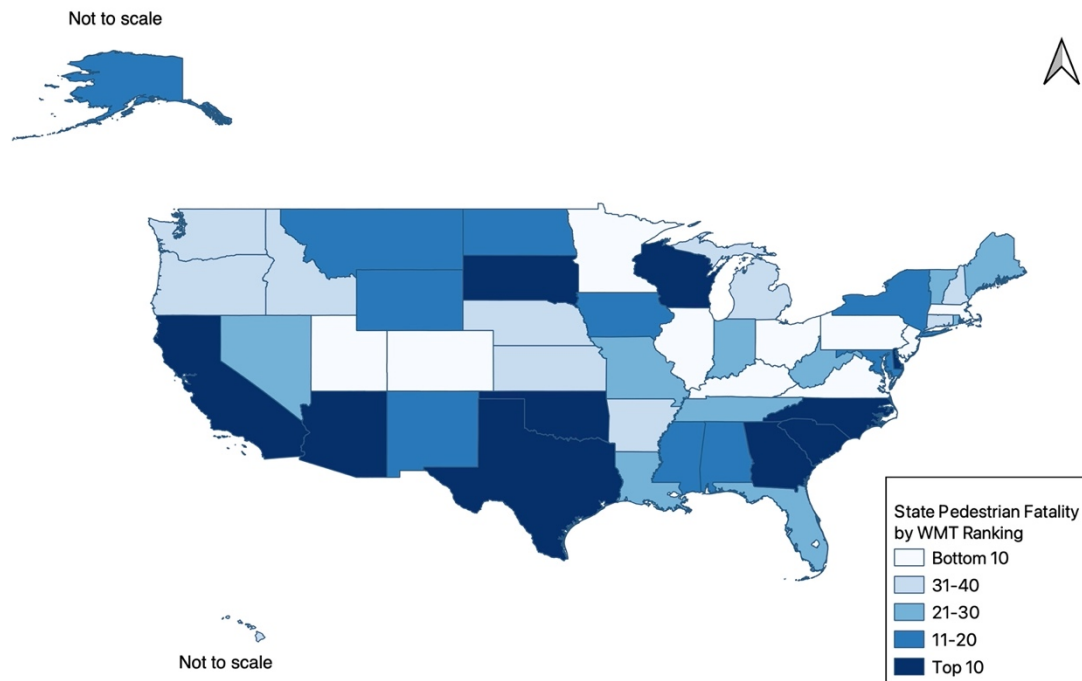 Not to scale
Not to scale
State Pedestrian Fatality
by WMT Ranking
Bottom 10
31-40
21-30
11-20
Top 10